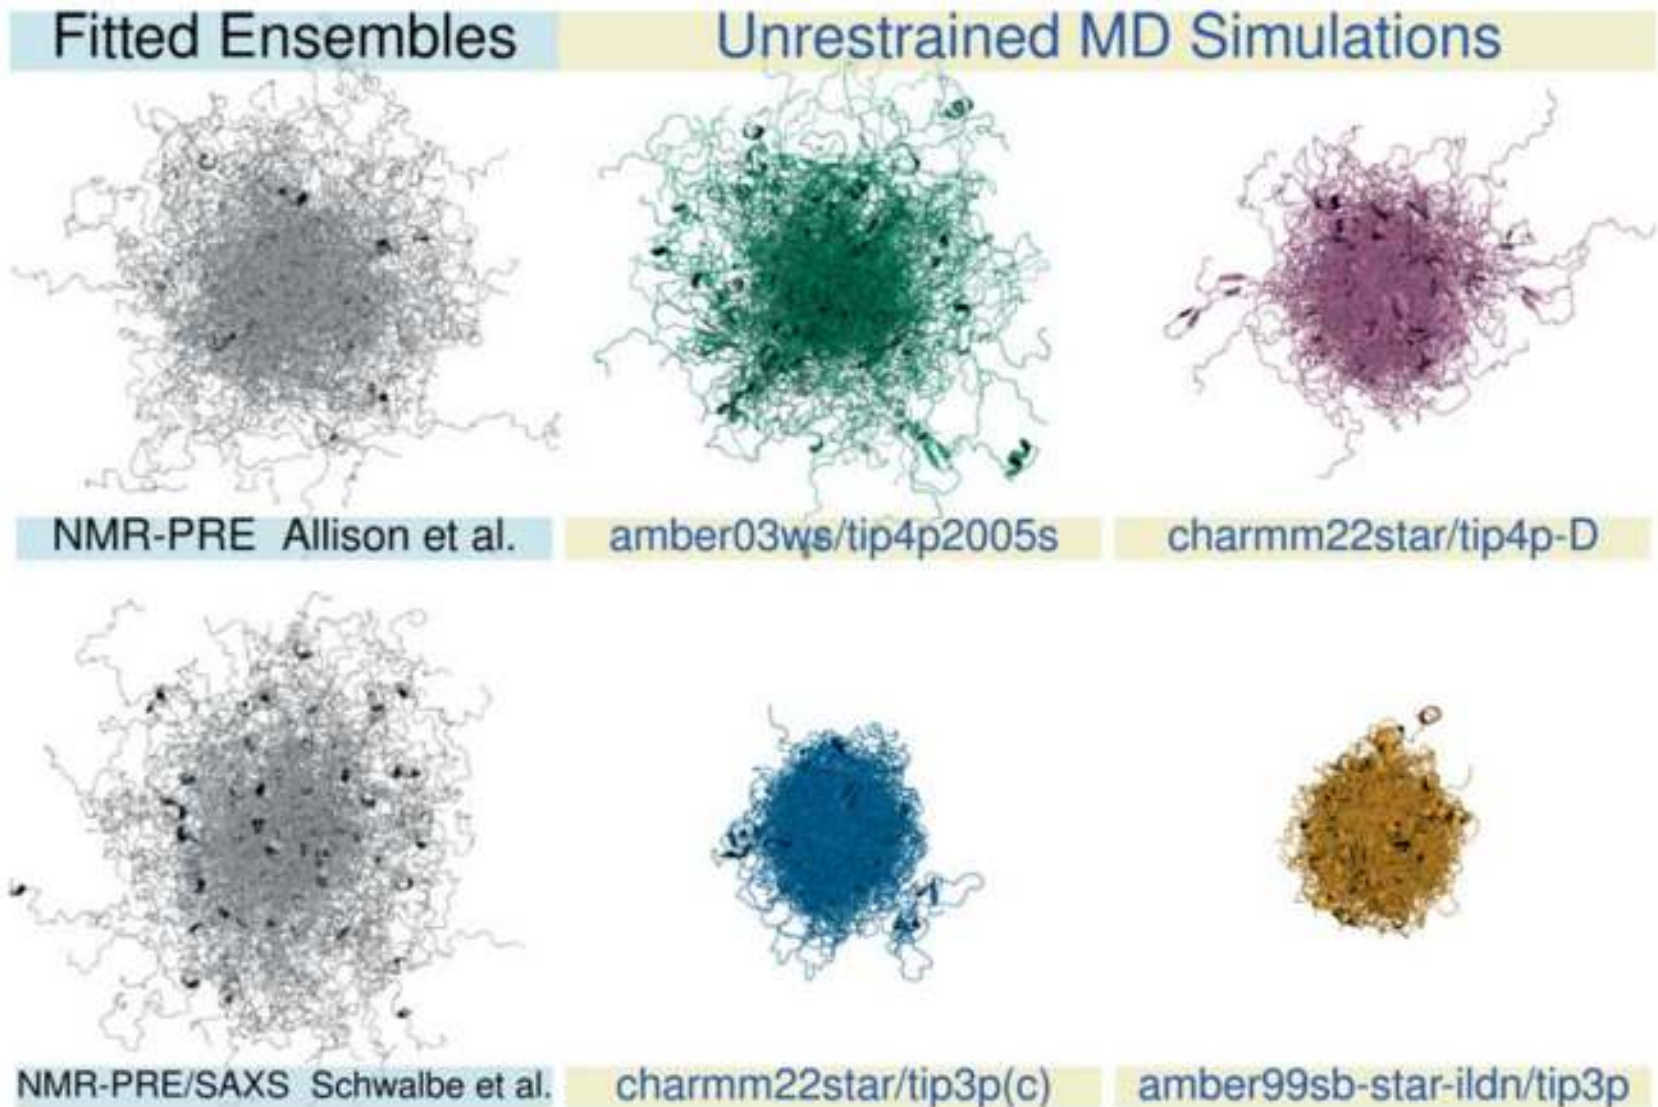 Fitted Ensembles
Unrestrained MD Simulations
NMR-PRE Allison et al.
amber03ws/tip4p2005s
charmm22star/tip4p-D
NMR-PRE/SAXS Schwalbe et al.
charmm22star/tip3p(c)
amber99sb-star-ildn/tip3p